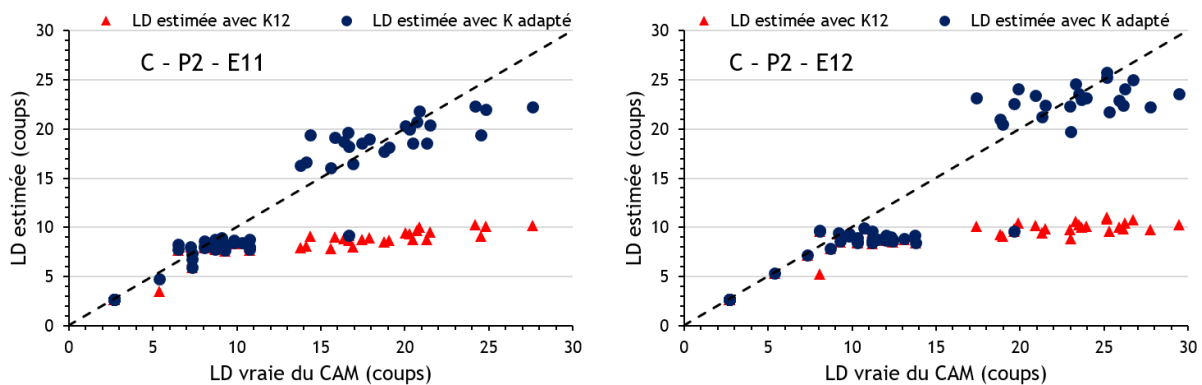 LD estimée avec K12 LD estimée avec K adapté
C - P2 - E11
LD estimée (coups)
30
25
20
15
10
5
0
0 5 10 15 20 25 30
LD vraie du CAM (coups)
LD estimée avec K12 LD estimée avec K adapté
C - P2 - E12
LD estimée (coups)
30
25
20
15
10
5
0
0 5 10 15 20 25 30
LD vraie du CAM (coups)